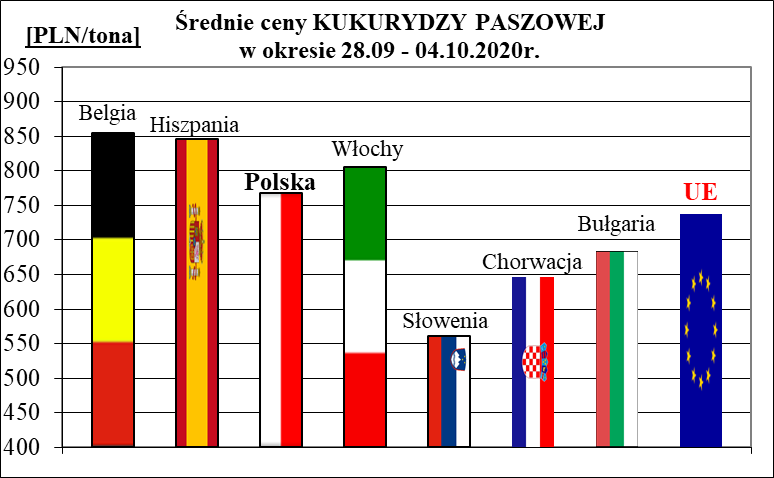 Średnie ceny KUKURYDZY PASZOWEJ
w okresie 28.09 - 04.10.2020r.
[PLN/tona]
950
900
850
800
750
700
650
600
550
500
450
400
Belgia
Hiszpania
Polska
Włochy
Słowenia
Chorwacja
Bułgaria
UE